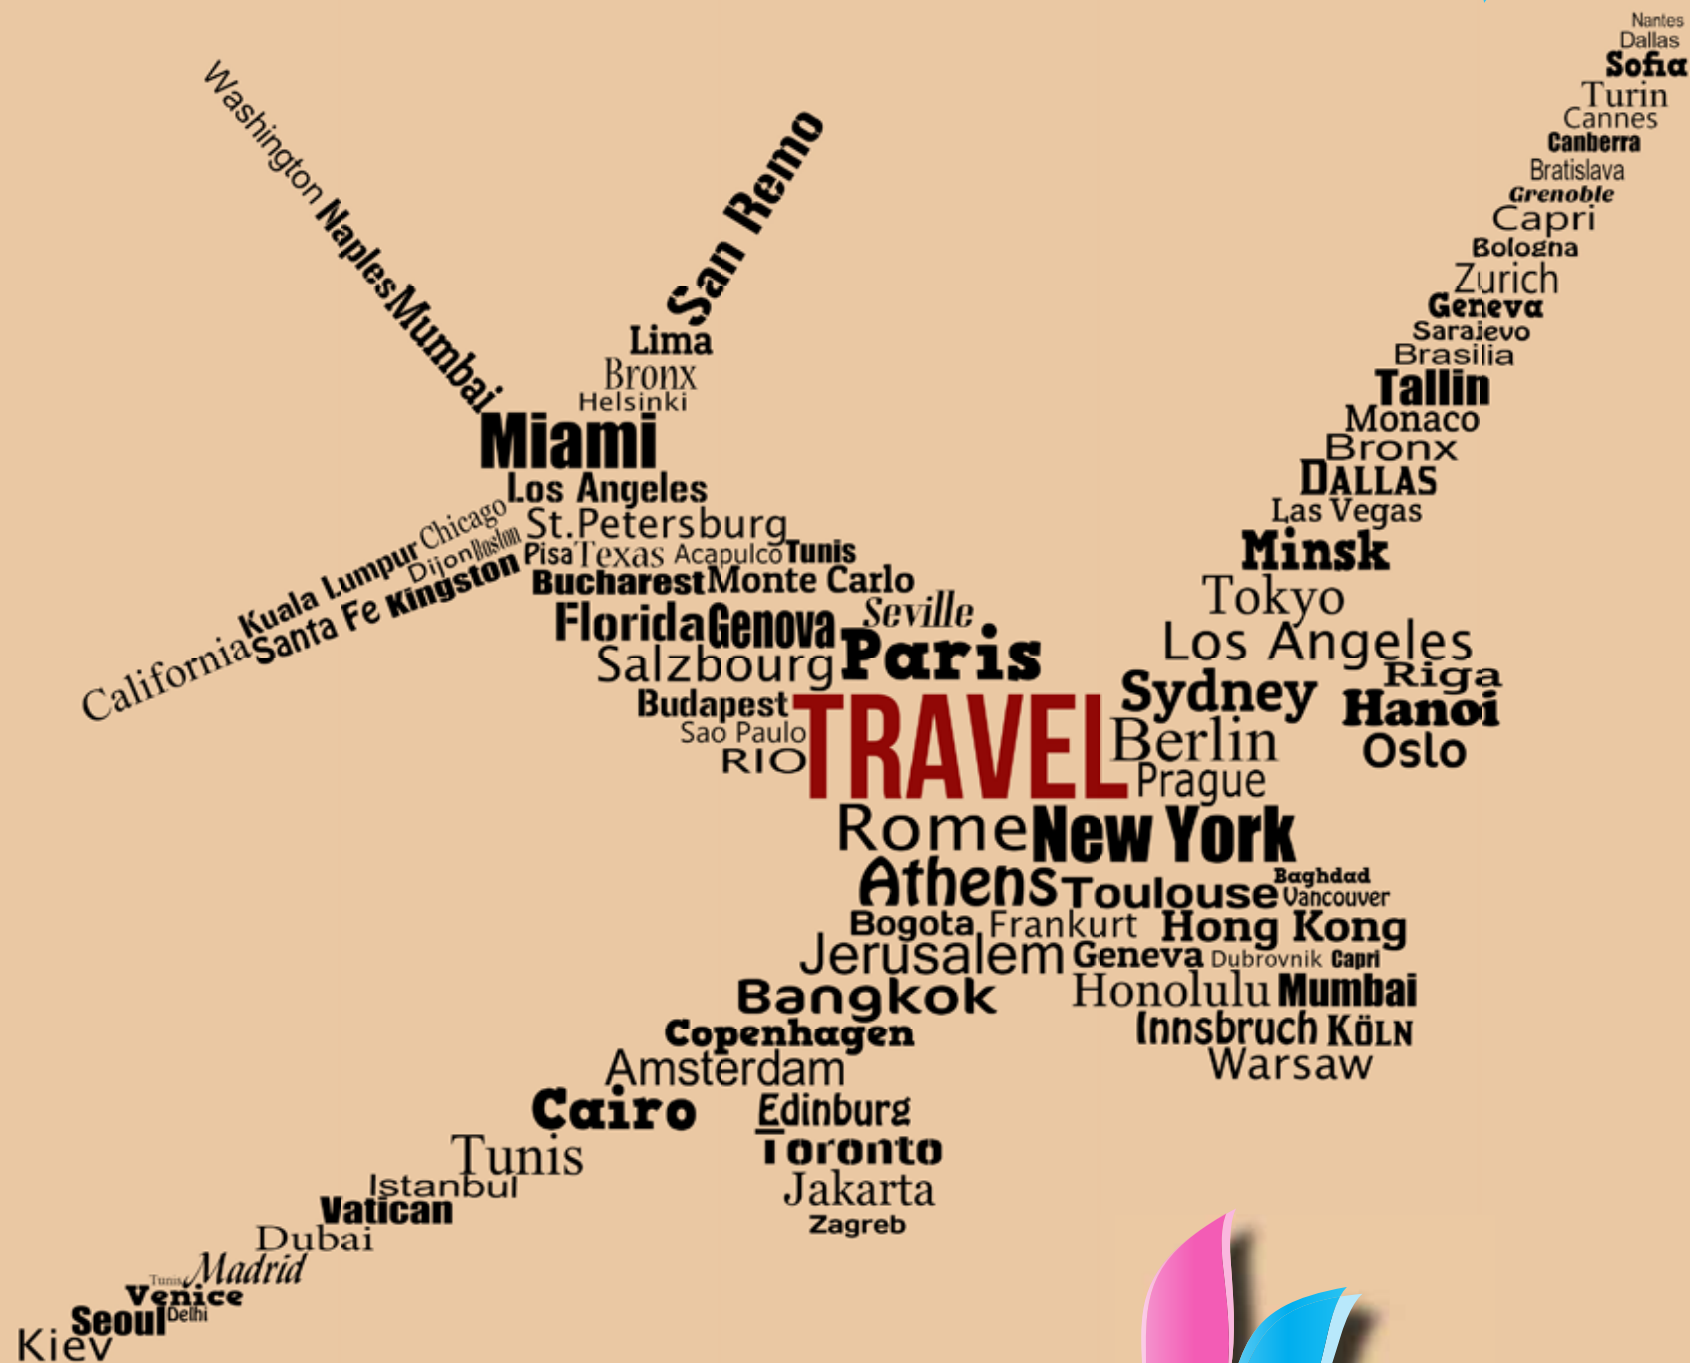 Nantes
Dallas
Sofia
Turin
Cannes
Canberra
Bratislava
Grenoble
Capri
Bologna
Zurich
Geneva
Sarajevo
Brasilia
Tallin
Monaco
Bronx
DALLAS
Las Vegas
Minsk
Tokyo
Los Angeles
Riga
Sydney Hanoi
Berlin Oslo
Prague
Washington Naples Mumbai
San Remo
Lima
Bronx
Helsinki
Miami
Los Angeles
St.Petersburg
Chicago
Kuala Lumpur
Dijon Boston
California Santa Fe Kingston
Pisa Texas Acapulco Tunis
Bucharest Monte Carlo
Florida Genova Seville
Salzbourg Paris
Budapest
Sao Paulo
RIO
TRAVEL
Rome New York
Athens Toulouse Baghdad
Vancouver
Bogota Frankurt Hong Kong
Jerusalem Geneva Dubrovnik Capri
Bangkok Honolulu Mumbai
Copenhagen Innsbruch KÖLN
Amsterdam Warsaw
Cairo Edinburg
Toronto
Tunis Jakarta
Istanbul Zagreb
Vatican
Dubai
Tunis Madrid
Venice
Seoul Delhi
Kiev